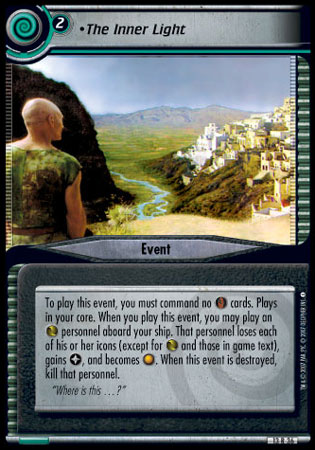 2
•The Inner Light
Event
To play this event, you must command no cards. Plays
in your core. When you play this event, you may play an
personnel aboard your ship. That personnel loses each
of his or her icons (except for and those in game text),
gains , and becomes . When this event is destroyed,
kill that personnel.
"Where is this ...?"
12 R 36